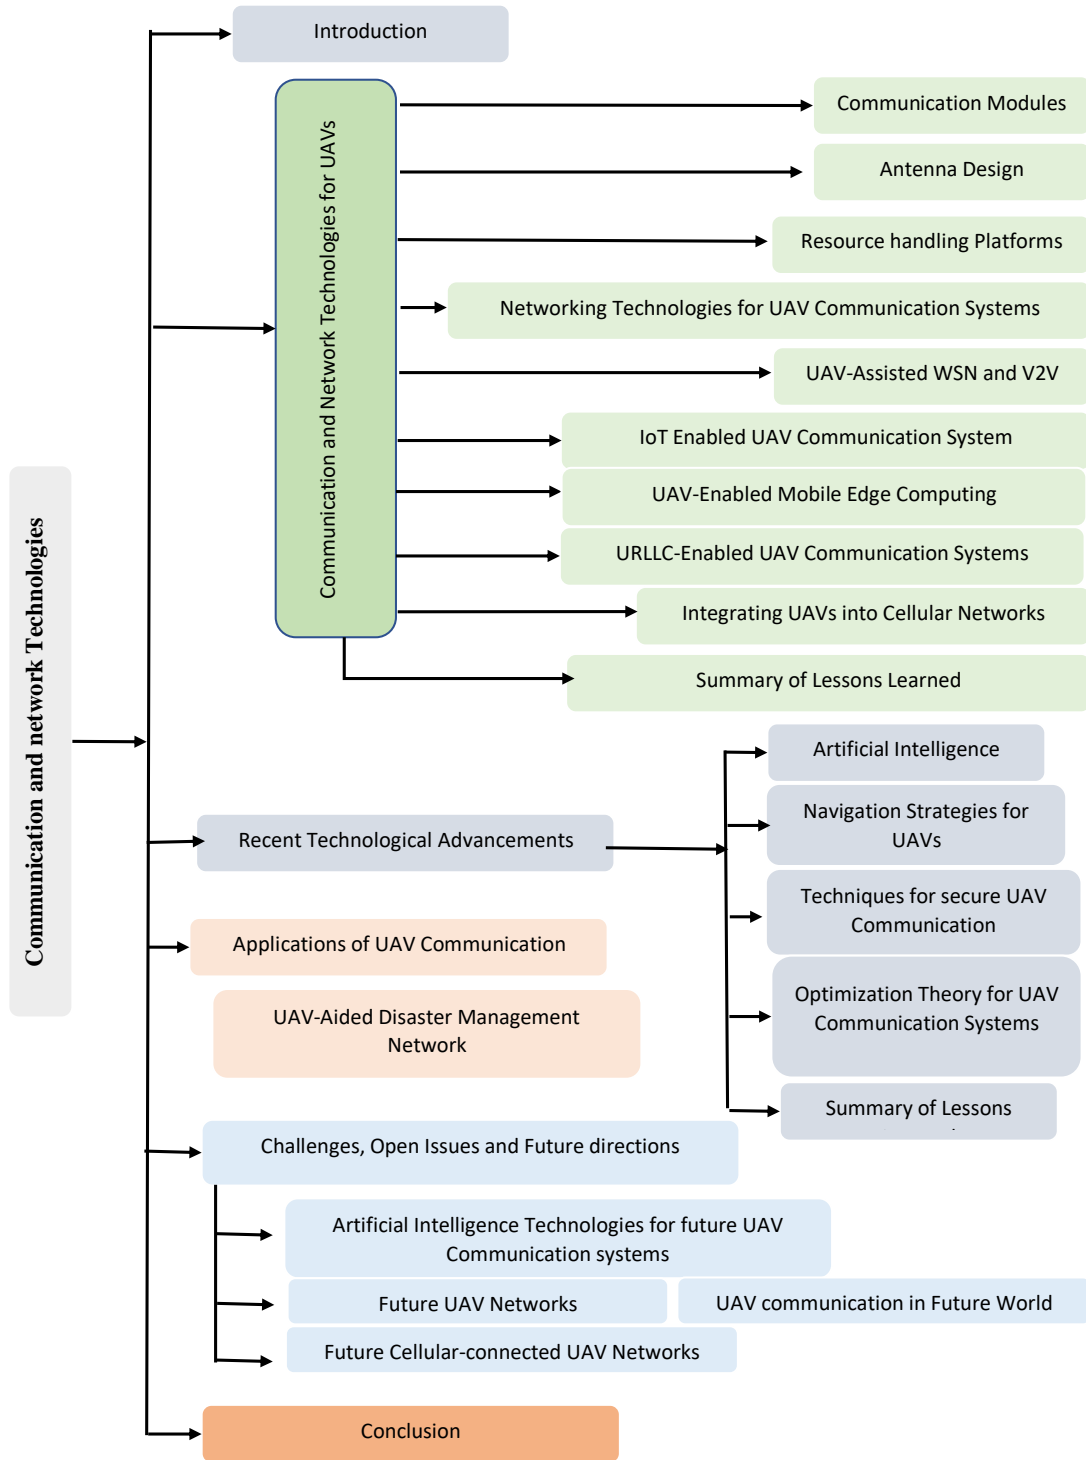 Communication and network Technologies
Introduction
Communication and Network Technologies for UAVs
Communication Modules
Antenna Design
Resource handling Platforms
Networking Technologies for UAV Communication Systems
UAV-Assisted WSN and V2V
IoT Enabled UAV Communication System
UAV-Enabled Mobile Edge Computing
URLLC-Enabled UAV Communication Systems
Integrating UAVs into Cellular Networks
Summary of Lessons Learned
Recent Technological Advancements
Artificial Intelligence
Navigation Strategies for
UAVs
Techniques for secure UAV
Communication
Optimization Theory for UAV
Communication Systems
Summary of Lessons
Applications of UAV Communication
UAV-Aided Disaster Management
Network
Challenges, Open Issues and Future directions
Artificial Intelligence Technologies for future UAV
Communication systems
Future UAV Networks
UAV communication in Future World
Future Cellular-connected UAV Networks
Conclusion